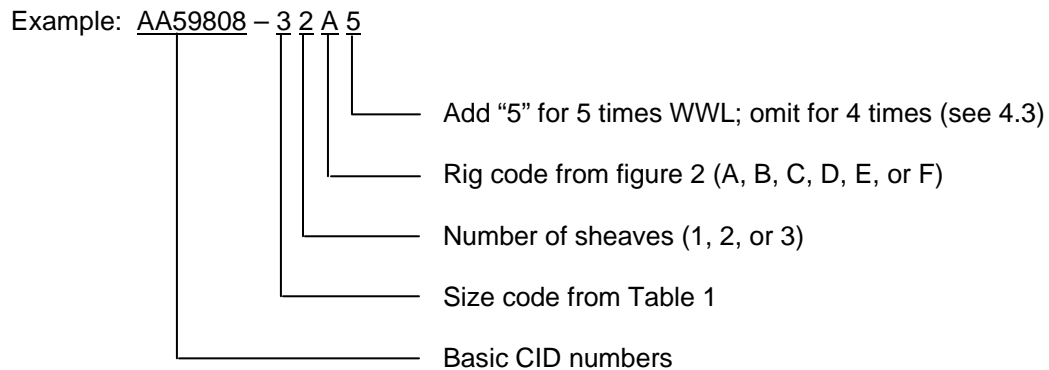 Example: AA59808 – 3 2 A 5
Add “5” for 5 times WWL; omit for 4 times (see 4.3)
Rig code from figure 2 (A, B, C, D, E, or F)
Number of sheaves (1, 2, or 3)
Size code from Table 1
Basic CID numbers